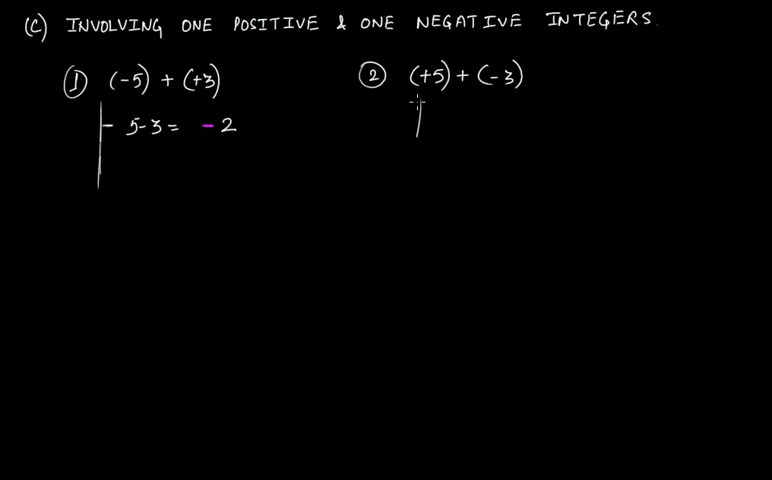 (C) INVOLVING ONE POSITIVE & ONE NEGATIVE INTEGERS.
① (-5) + (+3)
- 5-3 = - 2
② (+5) + (-3)